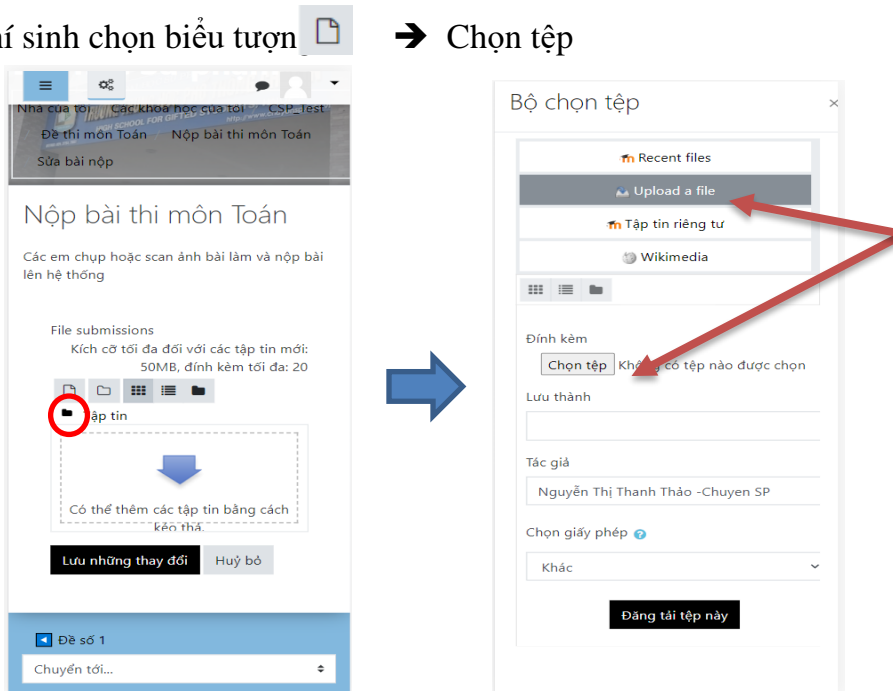 í sinh chọn biểu tượng ➔ Chọn tệp
Nhà của tôi Các khoá học của tôi CSP_Test
HIGH SCHOOL FOR GIFTED
Đề thi môn Toán Nộp bài thi môn Toán
Sửa bài nộp
Nộp bài thi môn Toán
Các em chụp hoặc scan ảnh bài làm và nộp bài
lên hệ thống
File submissions
Kích cỡ tối đa đối với các tập tin mới:
50MB, đính kèm tối đa: 20
ập tin
Có thể thêm các tập tin bằng cách
kéo thả.
Lưu những thay đổi Huỷ bỏ
Đề số 1
Chuyển tới...
Bộ chọn tệp ×
Recent files
Upload a file
Tập tin riêng tư
Wikimedia
Đính kèm
Chọn tệp Không có tệp nào được chọn
Lưu thành
Tác giả
Nguyễn Thị Thanh Thảo -Chuyen SP
Chọn giấy phép ?
Khác
Đăng tải tệp này